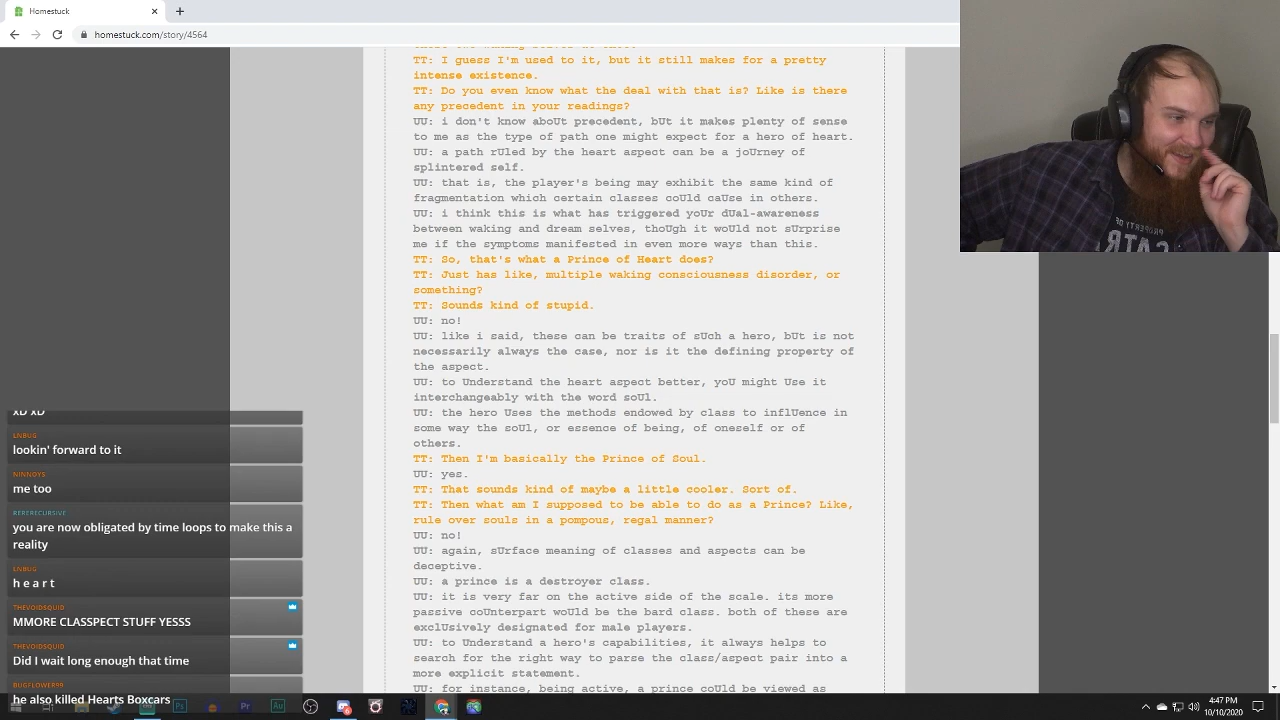 Homestuck
homestuck.com/story/4564
TT: I guess I'm used to it, but it still makes for a pretty
intense existence.
TT: Do you even know what the deal with that is? Like is there
any precedent in your readings?
UU: i don't know aboUt precedent, bUt it makes plenty of sense
to me as the type of path one might expect for a hero of heart.
UU: a path rUled by the heart aspect can be a joUrney of
splintered self.
UU: that is, the player's being may exhibit the same kind of
fragmentation which certain classes coUld caUse in others.
UU: i think this is what has triggered yoUr dUal-awareness
between waking and dream selves, thoUgh it woUld not sUrprise
me if the symptoms manifested in even more ways than this.
TT: So, that's what a Prince of Heart does?
TT: Just has like, multiple waking consciousness disorder, or
something?
TT: Sounds kind of stupid.
UU: no!
UU: like i said, these can be traits of sUch a hero, bUt is not
necessarily always the case, nor is it the defining property of
the aspect.
UU: to Understand the heart aspect better, yoU might Use it
interchangeably with the word soUl.
UU: the hero Uses the methods endowed by class to inflUence in
some way the soUl, or essence of being, of oneself or of
others.
TT: Then I'm basically the Prince of Soul.
UU: yes.
TT: That sounds kind of maybe a little cooler. Sort of.
TT: Then what am I supposed to be able to do as a Prince? Like,
rule over souls in a pompous, regal manner?
UU: no!
UU: again, sUrface meaning of classes and aspects can be
deceptive.
UU: a prince is a destroyer class.
UU: it is very far on the active side of the scale. its more
passive coUnterpart woUld be the bard class. both of these are
exclUsively designated for male players.
UU: to Understand a hero's capabilities, it always helps to
search for the right way to parse the class/aspect pair into a
more explicit statement.
UU: for instance, being active, a prince coUld be viewed as
XD XD
LNBUG
lookin' forward to it
NINNOYS
me too
RERERECURSIVE
you are now obligated by time loops to make this a
reality
LNBUG
h e a r t
THEVOIDSQUID
MMORE CLASSPECT STUFF YESSS
THEVOIDSQUID
Did I wait long enough that time
BUGFLOWER99
he also killed Hearts Boxcars
PROPERTY OF
4:47 PM
10/10/2020